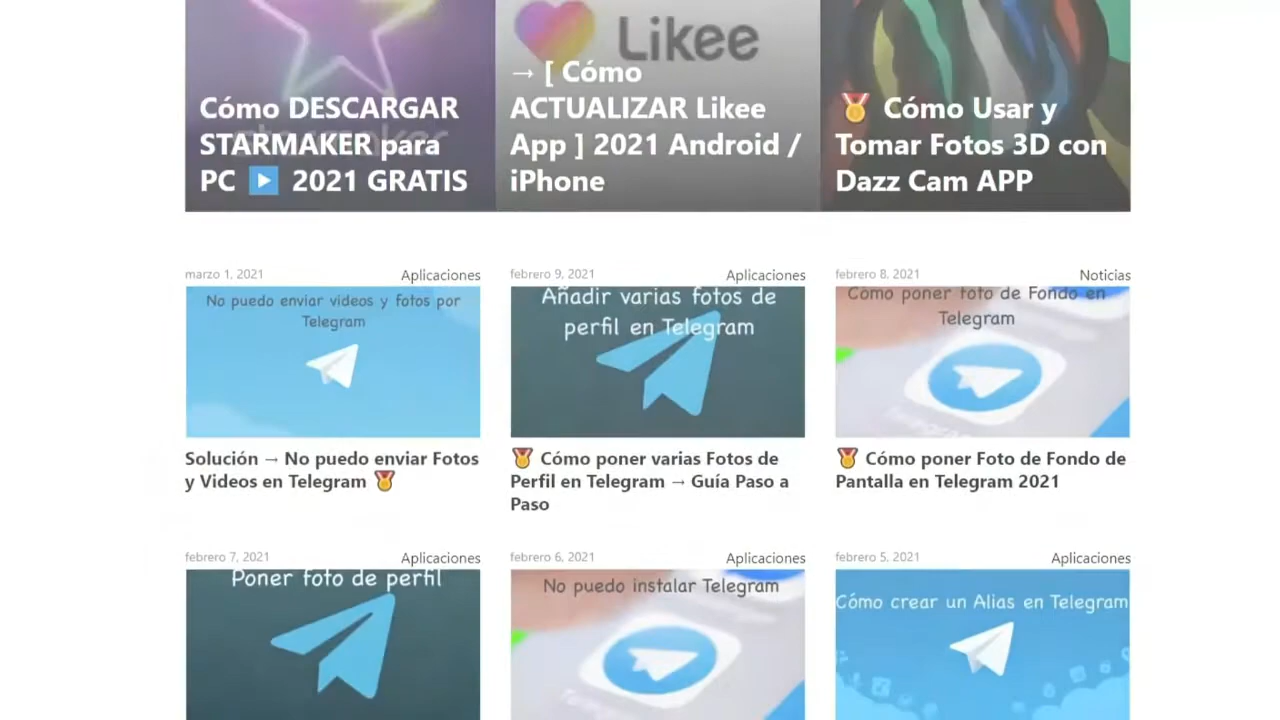 Likee
Cómo DESCARGAR
STARMAKER para
PC ▶️ 2021 GRATIS
→ [ Cómo
ACTUALIZAR Likee
App ] 2021 Android /
iPhone
🏅 Cómo Usar y
Tomar Fotos 3D con
Dazz Cam APP
marzo 1, 2021
Aplicaciones
No puedo enviar videos y fotos por
Telegram
Solución → No puedo enviar Fotos
y Videos en Telegram 🏅
febrero 9, 2021
Aplicaciones
Añadir varias fotos de
perfil en Telegram
🏅 Cómo poner varias Fotos de
Perfil en Telegram → Guía Paso a
Paso
febrero 8, 2021
Noticias
Como poner foto de Fondo en
Telegram
🏅 Cómo poner Foto de Fondo de
Pantalla en Telegram 2021
febrero 7, 2021
Aplicaciones
Poner foto de perfil
febrero 6, 2021
Aplicaciones
No puedo instalar Telegram
febrero 5, 2021
Aplicaciones
Cómo crear un Alias en Telegram